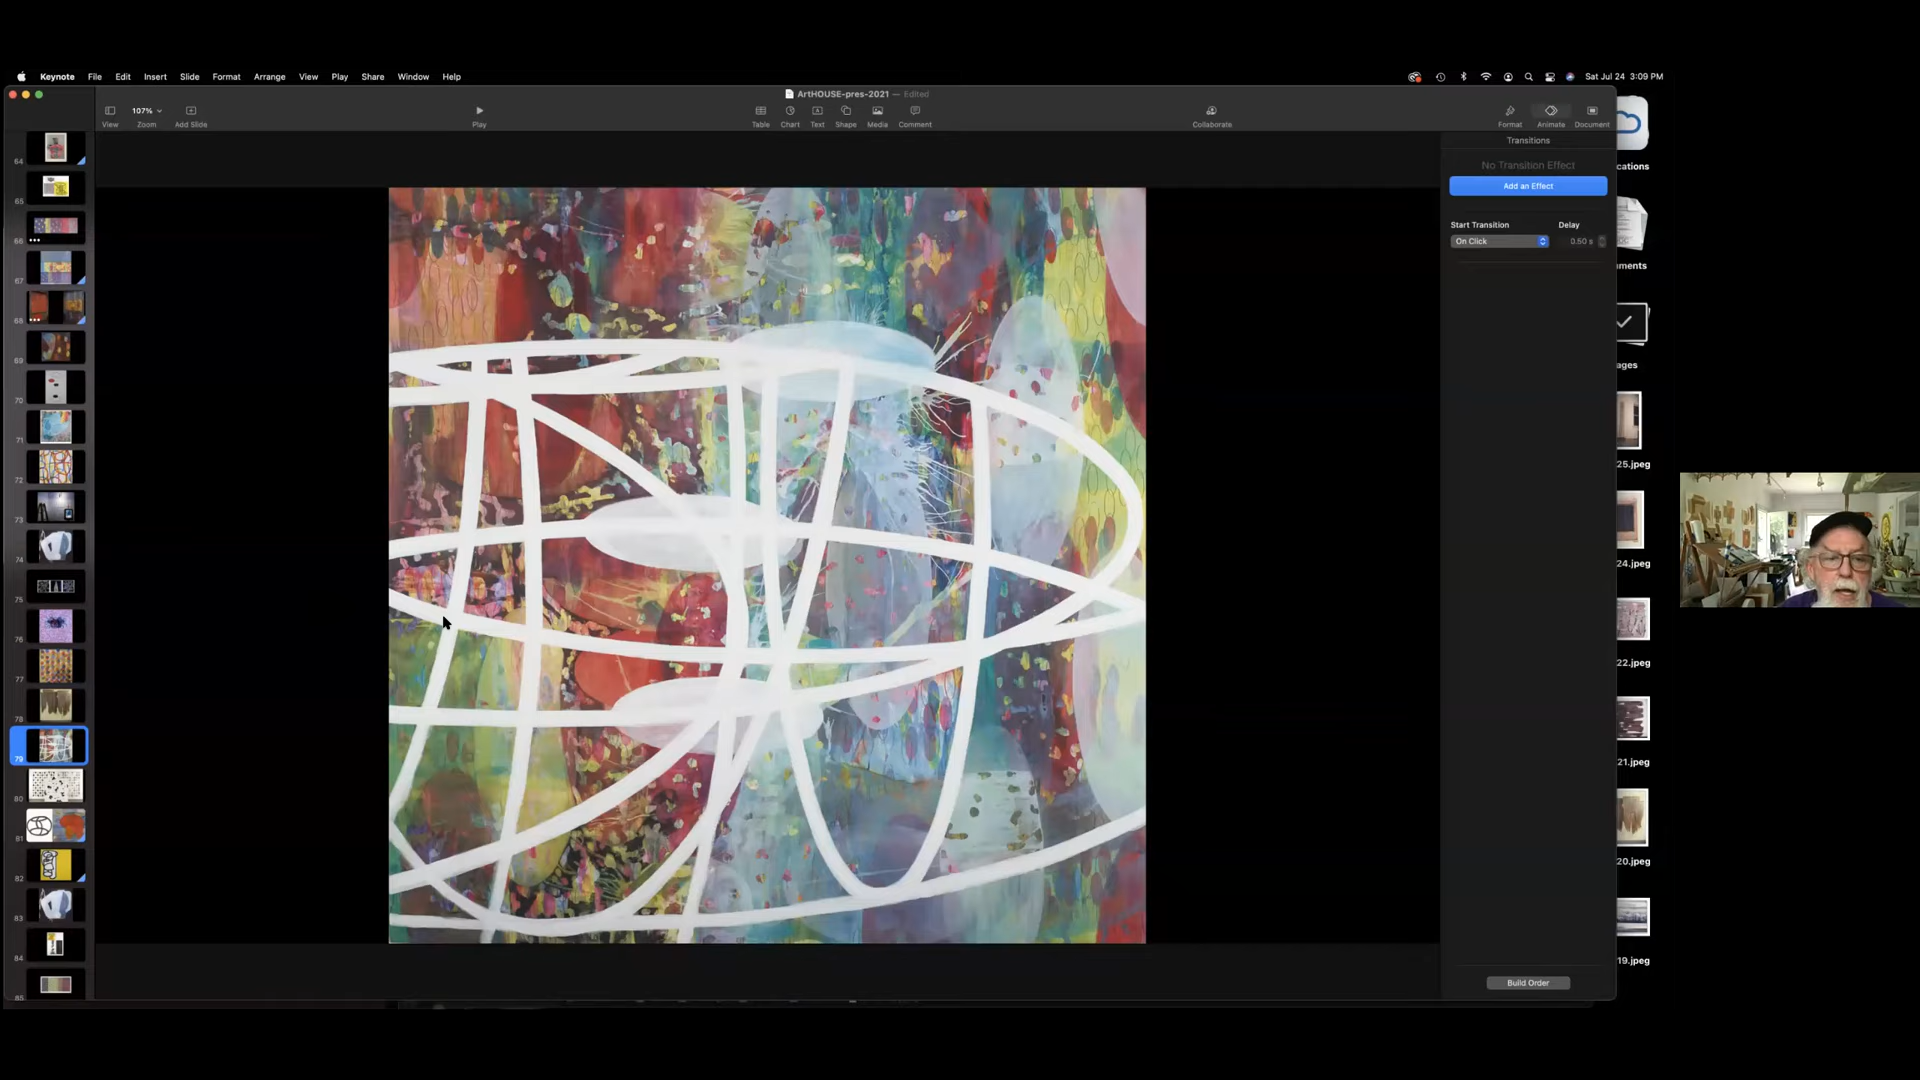 Keynote File Edit Insert Slide Format Arrange View Play Share Window Help
Sat Jul 24 3:09 PM
ArtHOUSE-pres-2021 — Edited
107%
View Zoom Add Slide Play Table Chart Text Shape Media Comment Collaborate Format Animate Document
Transitions
No Transition Effect
Add an Effect
Start Transition Delay
On Click 0.50 s
Build Order
64
65
66
67
68
69
70
71
72
73
74
75
76
77
78
79
80
81
82
83
84
85
cations
ments
ages
25.jpeg
24.jpeg
22.jpeg
21.jpeg
20.jpeg
19.jpeg